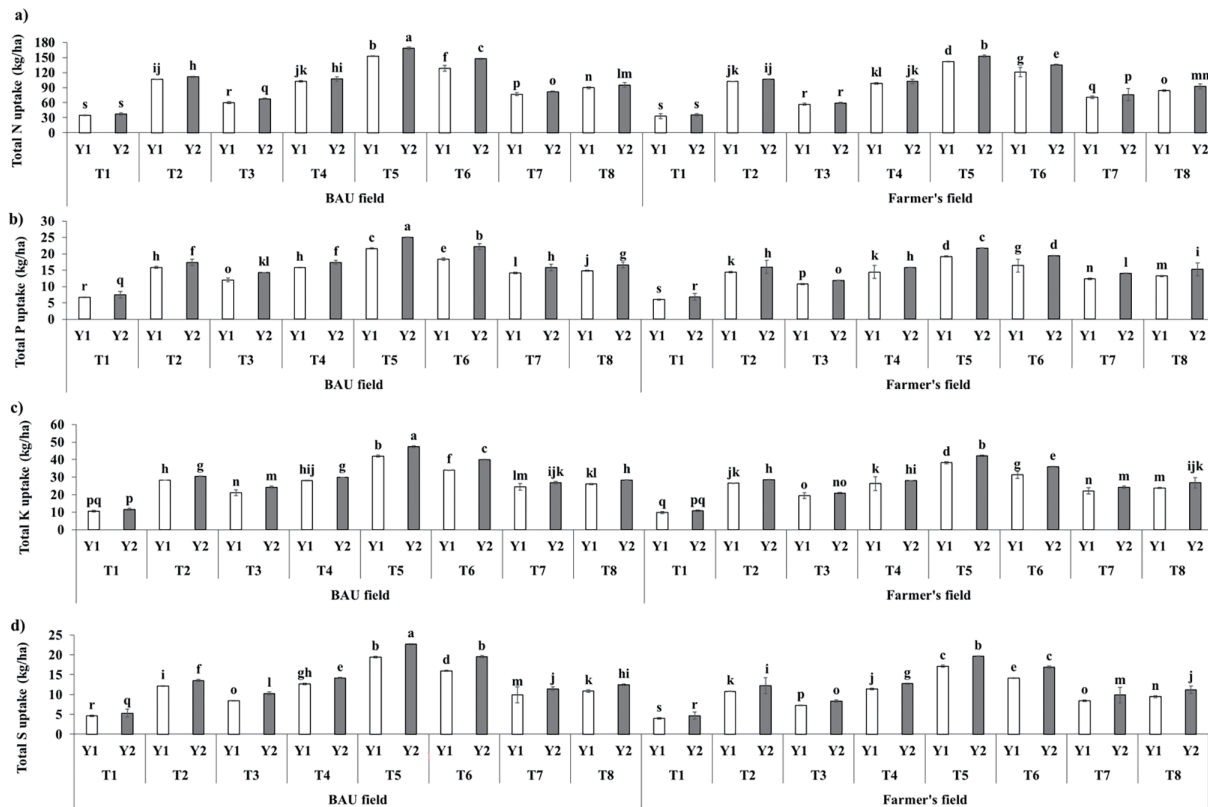 a)
Total N uptake (kg/ha)
180
150
120
90
60
30
0
s s ij h r q jk hi b a f c p o n lm s s jk ij r r kl jk d b g e q p o mn
Y1 Y2 Y1 Y2 Y1 Y2 Y1 Y2 Y1 Y2 Y1 Y2 Y1 Y2 Y1 Y2 Y1 Y2 Y1 Y2 Y1 Y2 Y1 Y2 Y1 Y2 Y1 Y2 Y1 Y2 Y1 Y2
T1 T2 T3 T4 T5 T6 T7 T8 T1 T2 T3 T4 T5 T6 T7 T8
BAU field Farmer's field
b)
Total P uptake (kg/ha)
30
25
20
15
10
5
0
r q h f o kl h f c a e b l i j g s r k h p o k h e c g d n l m i
Y1 Y2 Y1 Y2 Y1 Y2 Y1 Y2 Y1 Y2 Y1 Y2 Y1 Y2 Y1 Y2 Y1 Y2 Y1 Y2 Y1 Y2 Y1 Y2 Y1 Y2 Y1 Y2 Y1 Y2 Y1 Y2
T1 T2 T3 T4 T5 T6 T7 T8 T1 T2 T3 T4 T5 T6 T7 T8
BAU field Farmer's field
c)
Total K uptake (kg/ha)
60
50
40
30
20
10
0
pq p h g n m hij g b a f c lm ijk kl h q pq jk h o no k hi d b g e n m l ijk
Y1 Y2 Y1 Y2 Y1 Y2 Y1 Y2 Y1 Y2 Y1 Y2 Y1 Y2 Y1 Y2 Y1 Y2 Y1 Y2 Y1 Y2 Y1 Y2 Y1 Y2 Y1 Y2 Y1 Y2 Y1 Y2
T1 T2 T3 T4 T5 T6 T7 T8 T1 T2 T3 T4 T5 T6 T7 T8
BAU field Farmer's field
d)
Total S uptake (kg/ha)
25
20
15
10
5
0
r q i f o l gh e b a d b m j k hi s r k i p o j g c b e c o m n j
Y1 Y2 Y1 Y2 Y1 Y2 Y1 Y2 Y1 Y2 Y1 Y2 Y1 Y2 Y1 Y2 Y1 Y2 Y1 Y2 Y1 Y2 Y1 Y2 Y1 Y2 Y1 Y2 Y1 Y2 Y1 Y2
T1 T2 T3 T4 T5 T6 T7 T8 T1 T2 T3 T4 T5 T6 T7 T8
BAU field Farmer's field